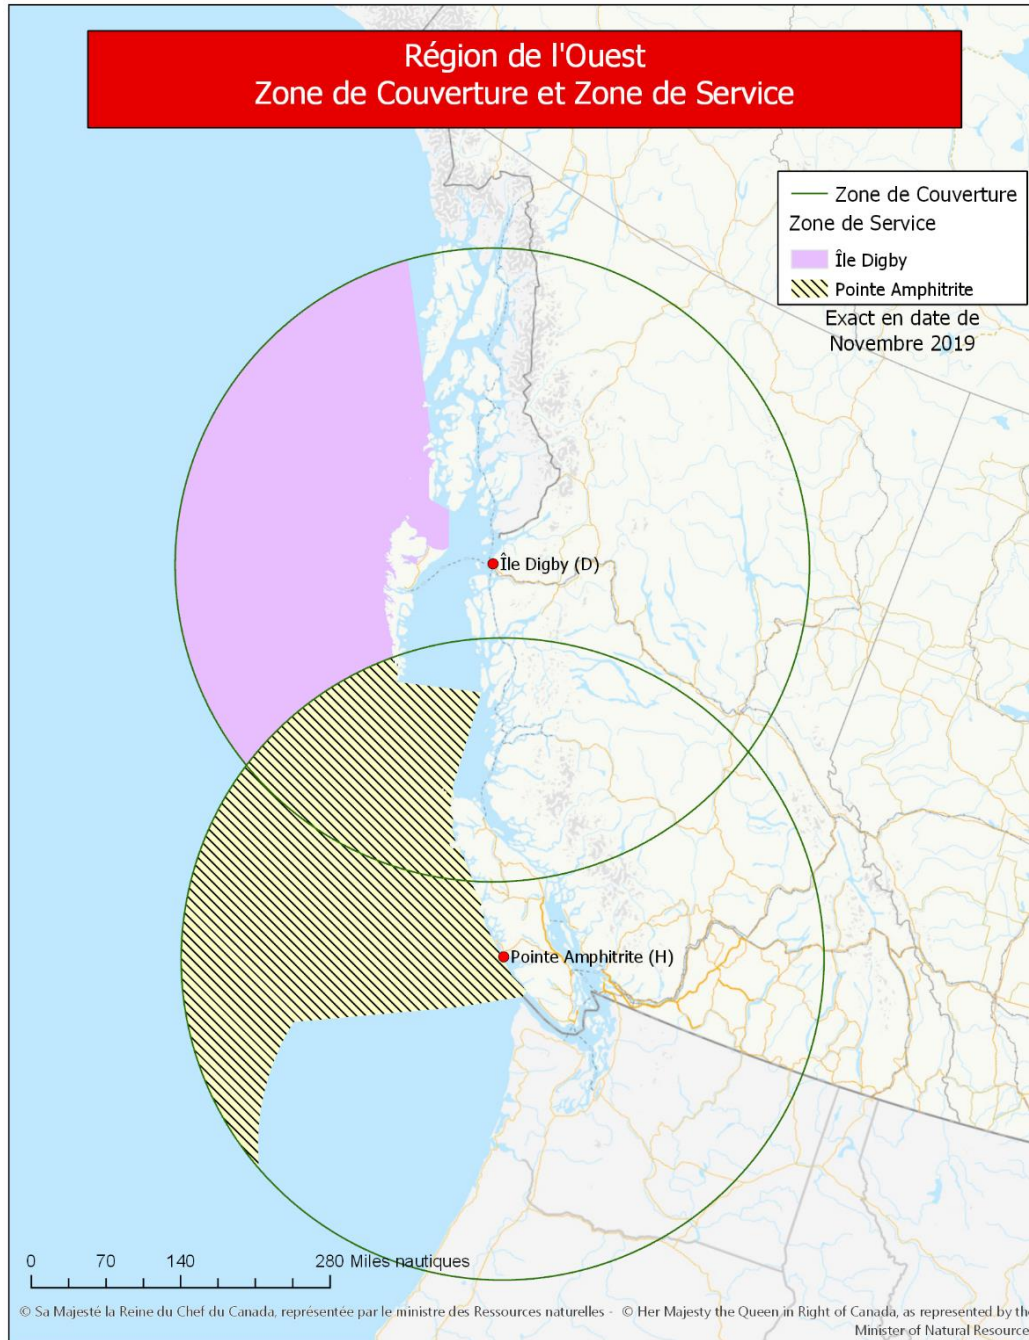 Région de l'Ouest
Zone de Couverture et Zone de Service
Zone de Couverture
Zone de Service
Île Digby
Pointe Amphitrite
Exact en date de
Novembre 2019
Île Digby (D)
Pointe Amphitrite (H)
0 70 140 280 Miles nautiques
© Sa Majesté la Reine du Chef du Canada, représentée par le ministre des Ressources naturelles - © Her Majesty the Queen in Right of Canada, as represented by the
Minister of Natural Resource